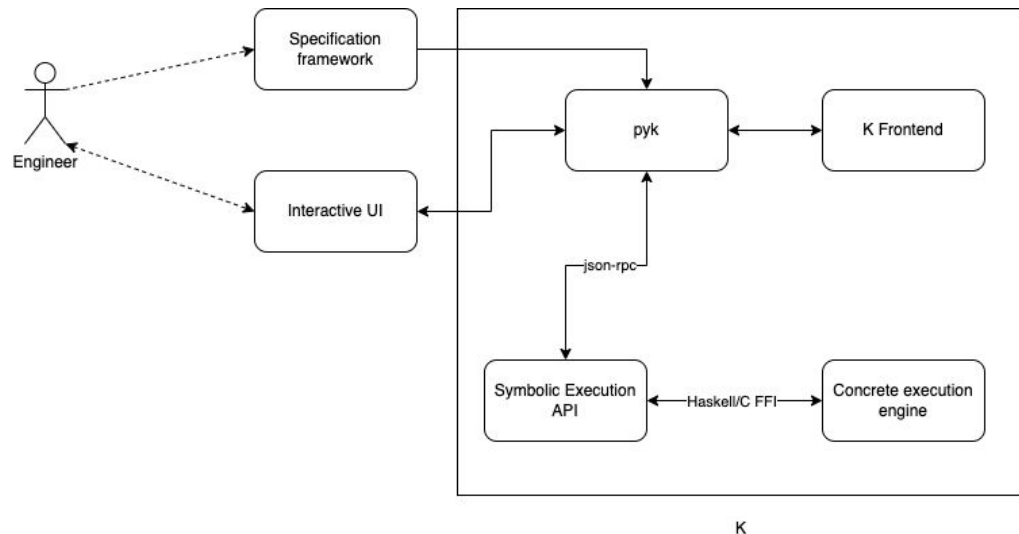 Specification
framework
pyk
K Frontend
Engineer
Interactive UI
json-rpc
Symbolic Execution
API
Haskell/C FFI
Concrete execution
engine
K